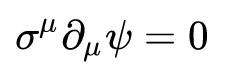 σ^μ ∂_μ ψ = 0